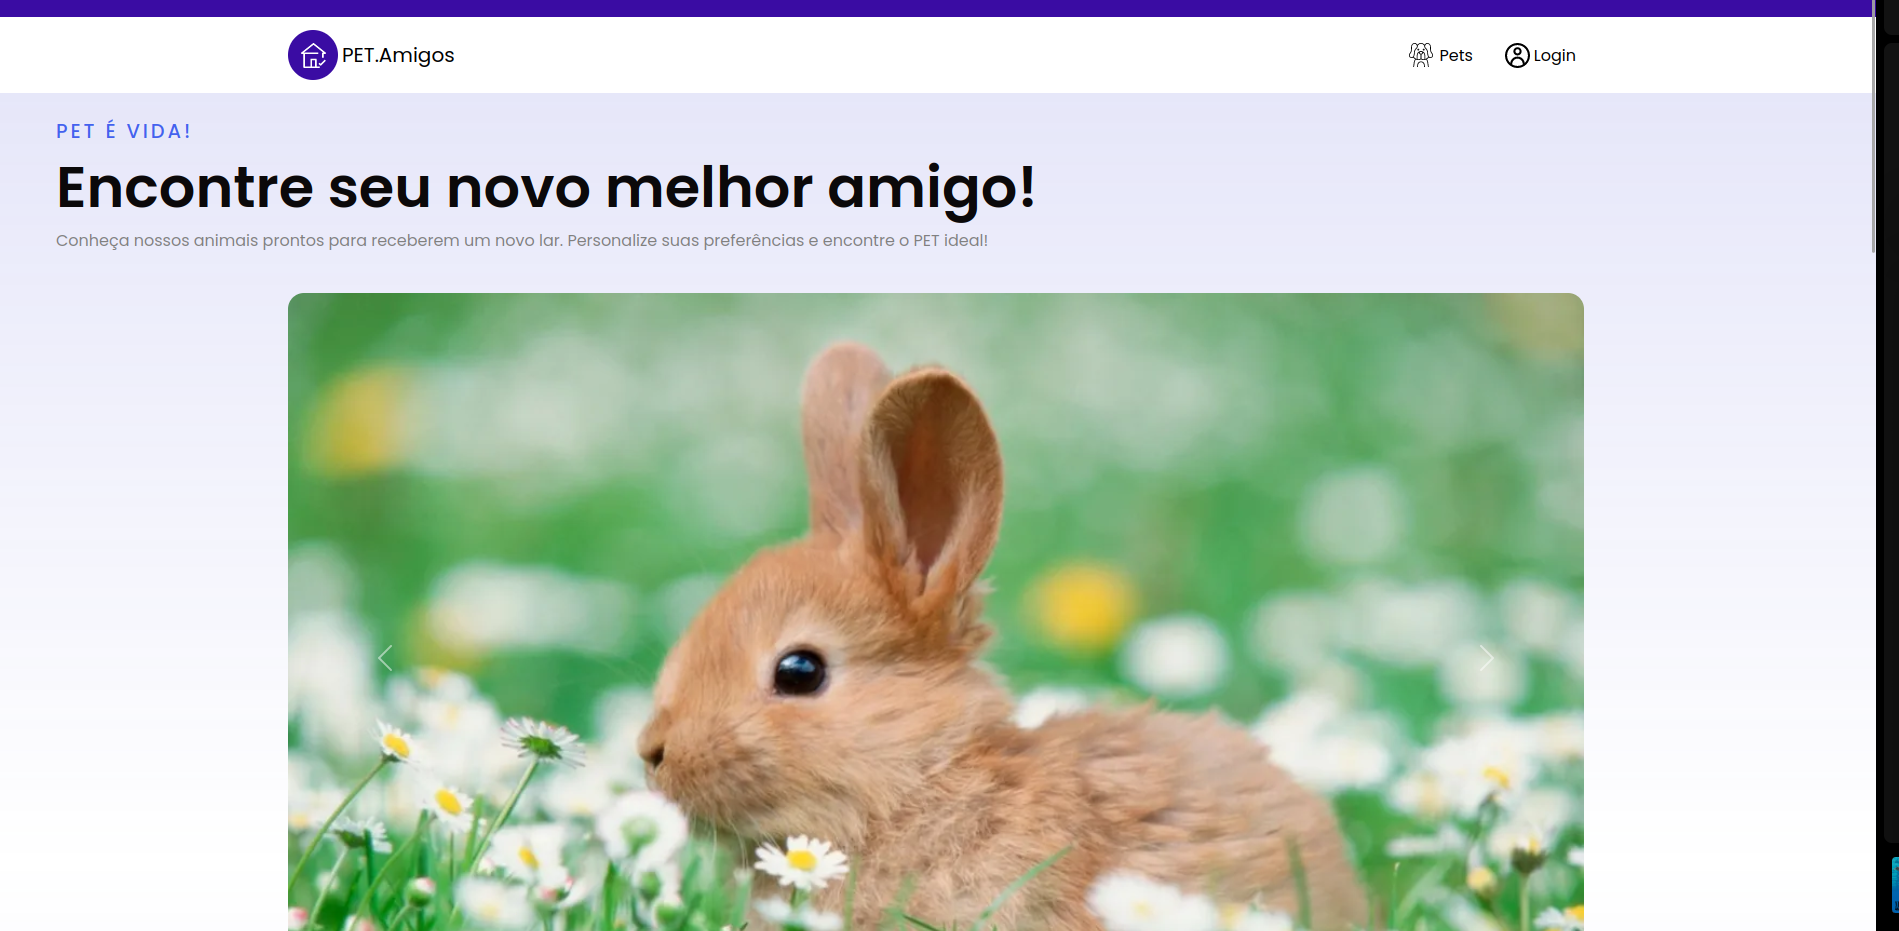 PET.Amigos
Pets
Login
PET É VIDA!
Encontre seu novo melhor amigo!
Conheça nossos animais prontos para receberem um novo lar. Personalize suas preferências e encontre o PET ideal!